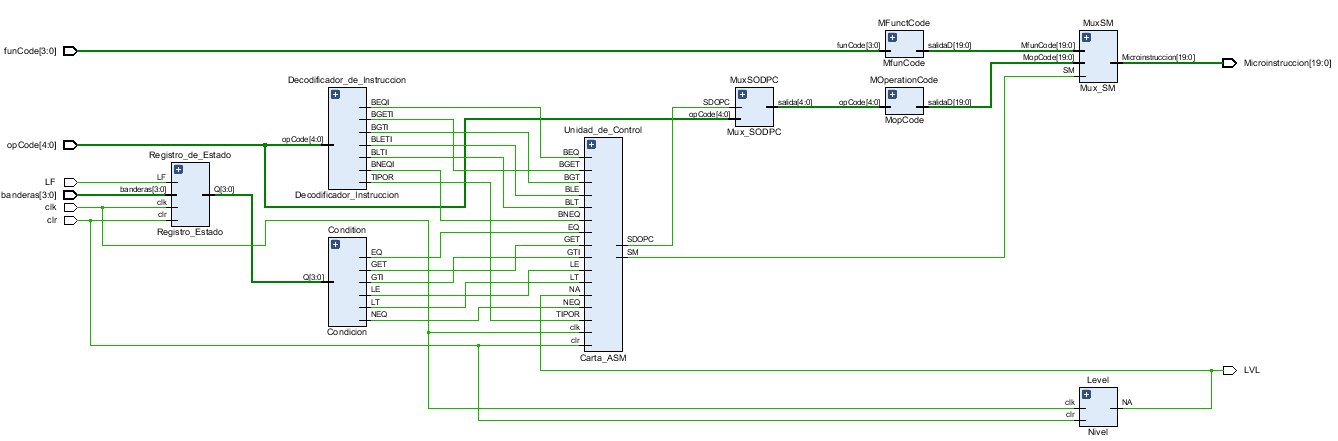 MFunctCode
MuxSM
funCode[3:0]
funCode[3:0]
salidaD[19:0]
MfunCode[19:0]
MopCode[19:0]
Microinstruccion[19:0]
Microinstruccion[19:0]
MfunCode
SM
Mux_SM
Decodificador_de_Instruccion
MuxSODPC
MOperationCode
BEQI
SDOPC
salida[4:0]
opCode[4:0]
salidaD[19:0]
BGETI
opCode[4:0]
MopCode
BGTI
Unidad_de_Control
Mux_SODPC
opCode[4:0]
opCode[4:0]
BLETI
BLTI
BEQ
Registro_de_Estado
BNEQI
BGET
TIPOR
BGT
LF
LF
banderas[3:0]
banderas[3:0]
Q[3:0]
BLE
Decodificador_Instruccion
clk
clk
BLT
clr
clr
BNEQ
Registro_Estado
Condition
EQ
GET
SDOPC
EQ
GTI
SM
GET
LE
Q[3:0]
GTI
LT
LE
NA
LT
NEQ
NEQ
TIPOR
Condicion
clk
clr
Carta_ASM
LVL
Level
clk
NA
clr
Nivel